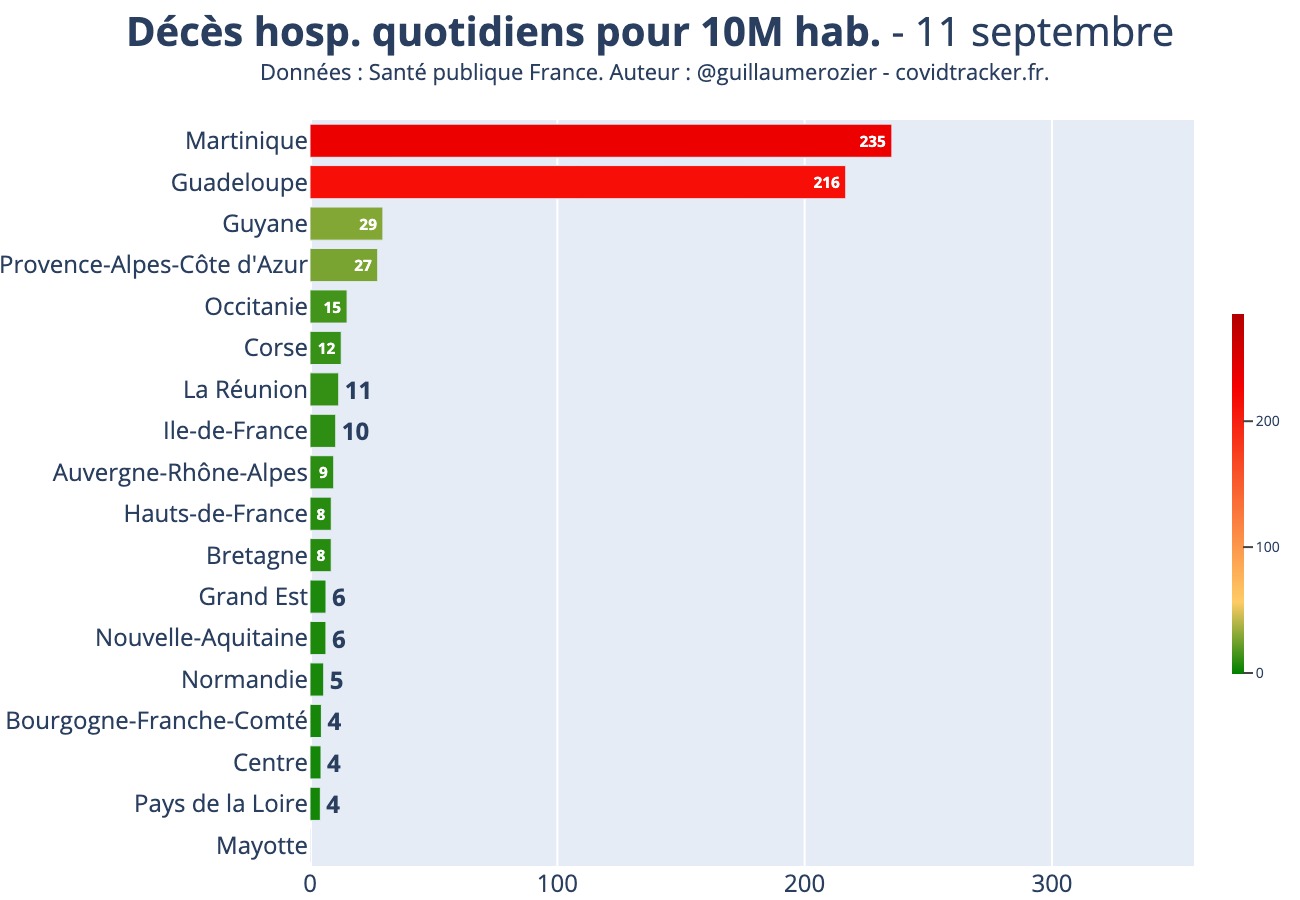 Décès hosp. quotidiens pour 10M hab. - 11 septembre
Données : Santé publique France. Auteur : @guillaumerozier - covidtracker.fr.
Martinique 235
Guadeloupe 216
Guyane 29
Provence-Alpes-Côte d'Azur 27
Occitanie 15
Corse 12
La Réunion 11
Ile-de-France 10
Auvergne-Rhône-Alpes 9
Hauts-de-France 8
Bretagne 8
Grand Est 6
Nouvelle-Aquitaine 6
Normandie 5
Bourgogne-Franche-Comté 4
Centre 4
Pays de la Loire 4
Mayotte
0 100 200 300
200
100
0